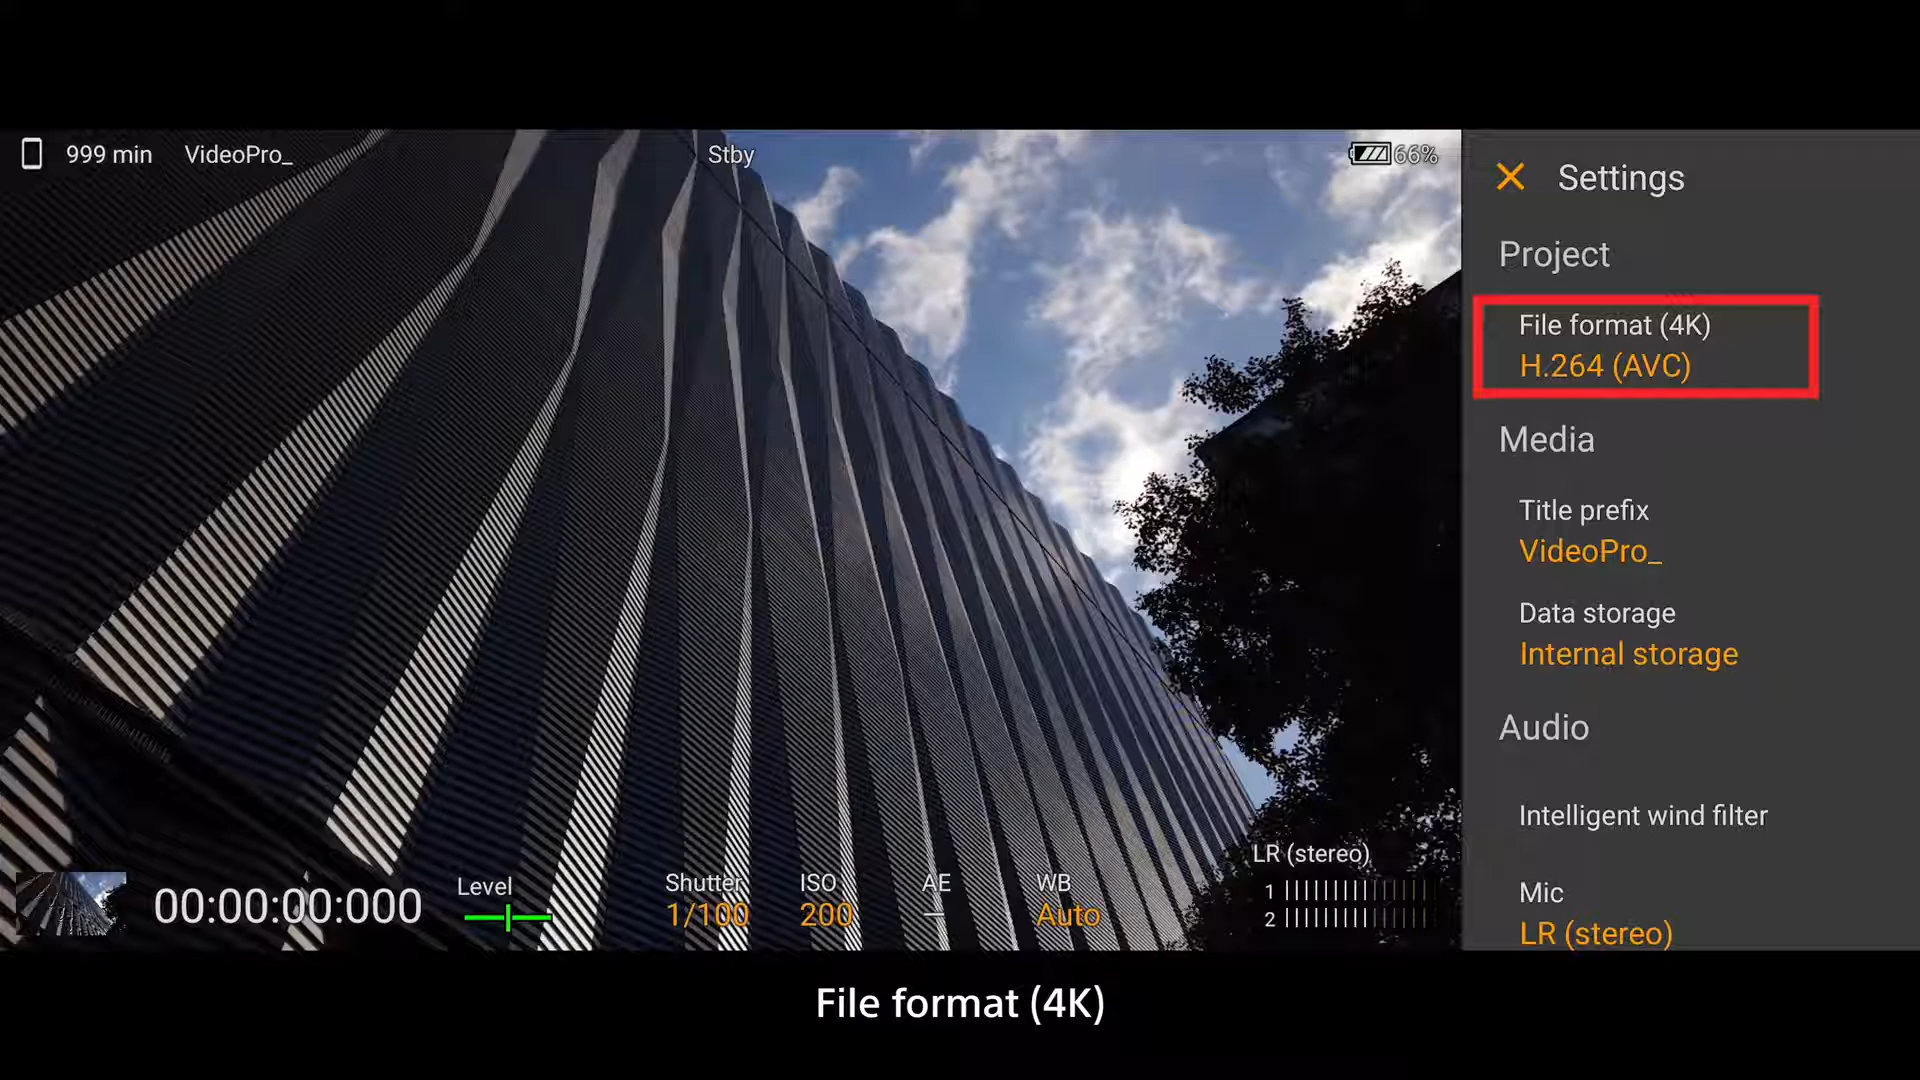 999 min VideoPro_ Stby 66%
Settings
Project
File format (4K)
H.264 (AVC)
Media
Title prefix
VideoPro_
Data storage
Internal storage
Audio
Intelligent wind filter
Mic
LR (stereo)
LR (stereo)
1
2
00:00:00:000
Level
Shutter
1/100
ISO
200
AE
—
WB
Auto
File format (4K)